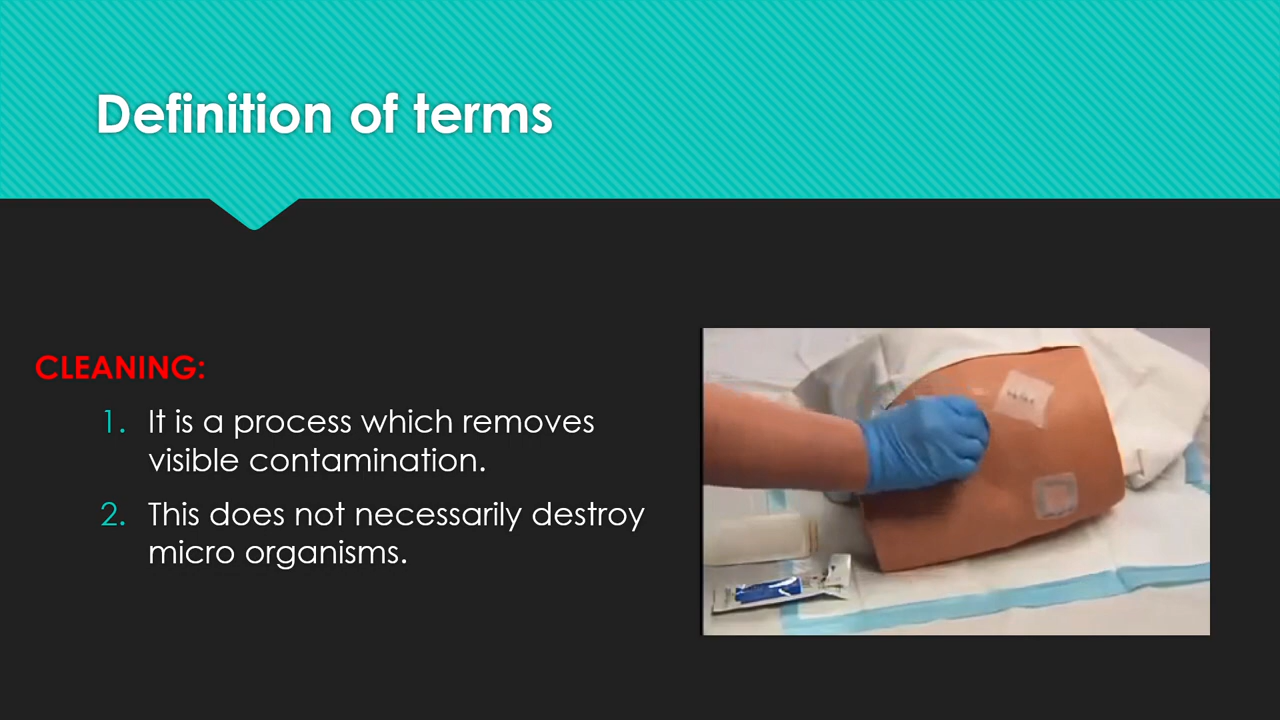 Definition of terms
CLEANING:
1. It is a process which removes
visible contamination.
2. This does not necessarily destroy
micro organisms.